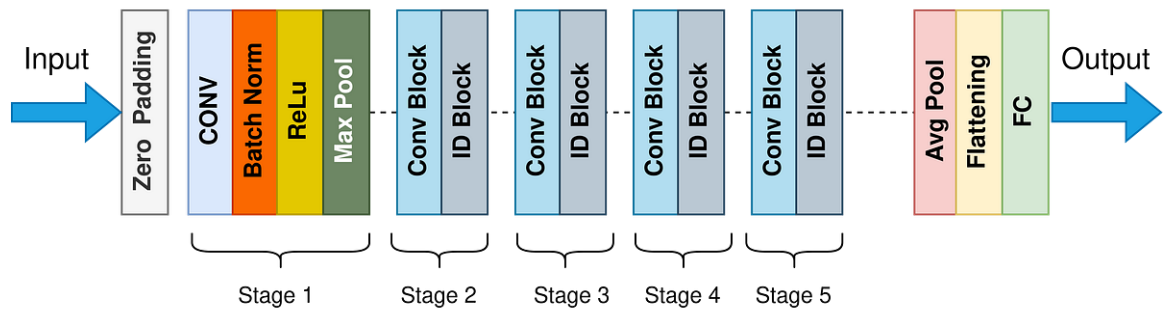 Input
Zero Padding
CONV
Batch Norm
ReLu
Max Pool
Conv Block
ID Block
Conv Block
ID Block
Conv Block
ID Block
Conv Block
ID Block
Avg Pool
Flattening
FC
Output
Stage 1
Stage 2
Stage 3
Stage 4
Stage 5